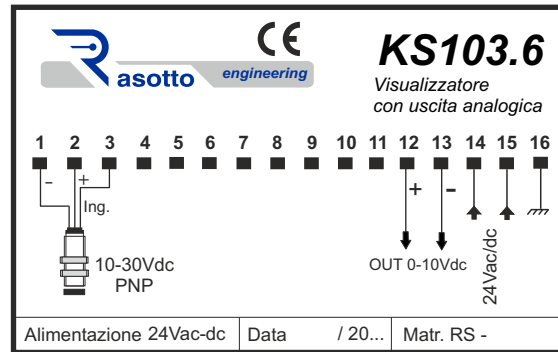 Rasotto engineering
CE
KS103.6
Visualizzatore
con uscita analogica
1 2 3 4 5 6 7 8 9 10 11 12 13 14 15 16
- + + -
Ing.
10-30Vdc
PNP
OUT 0-10Vdc
24Vac/dc
Alimentazione 24Vac-dc Data / 20... Matr. RS -